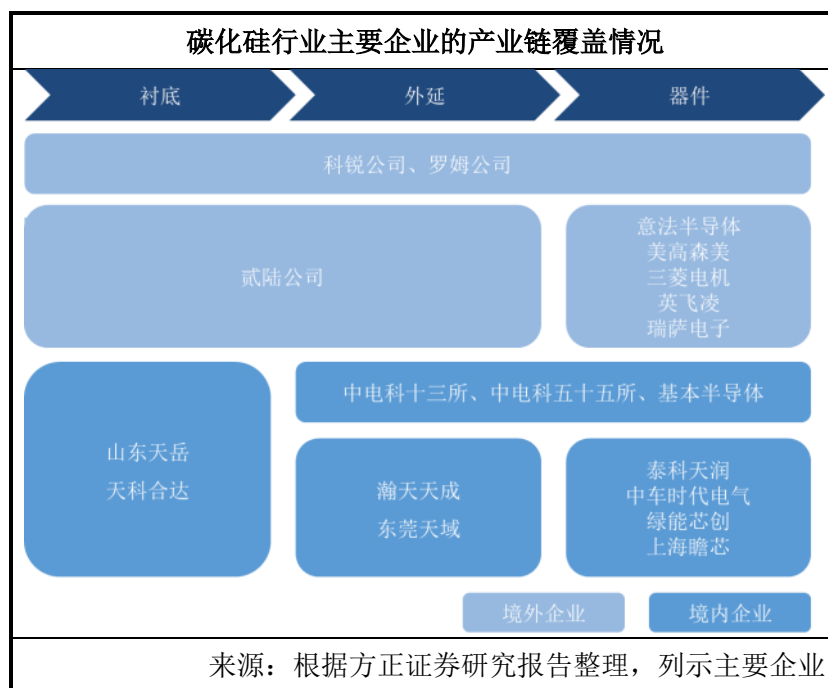 碳化硅行业主要企业的产业链覆盖情况
衬底
外延
器件
科锐公司、罗姆公司
贰陆公司
意法半导体
美高森美
三菱电机
英飞凌
瑞萨电子
山东天岳
天科合达
中电科十三所、中电科五十五所、基本半导体
瀚天天成
东莞天域
泰科天润
中车时代电气
绿能芯创
上海瞻芯
境外企业
境内企业
来源：根据方正证券研究报告整理，列示主要企业